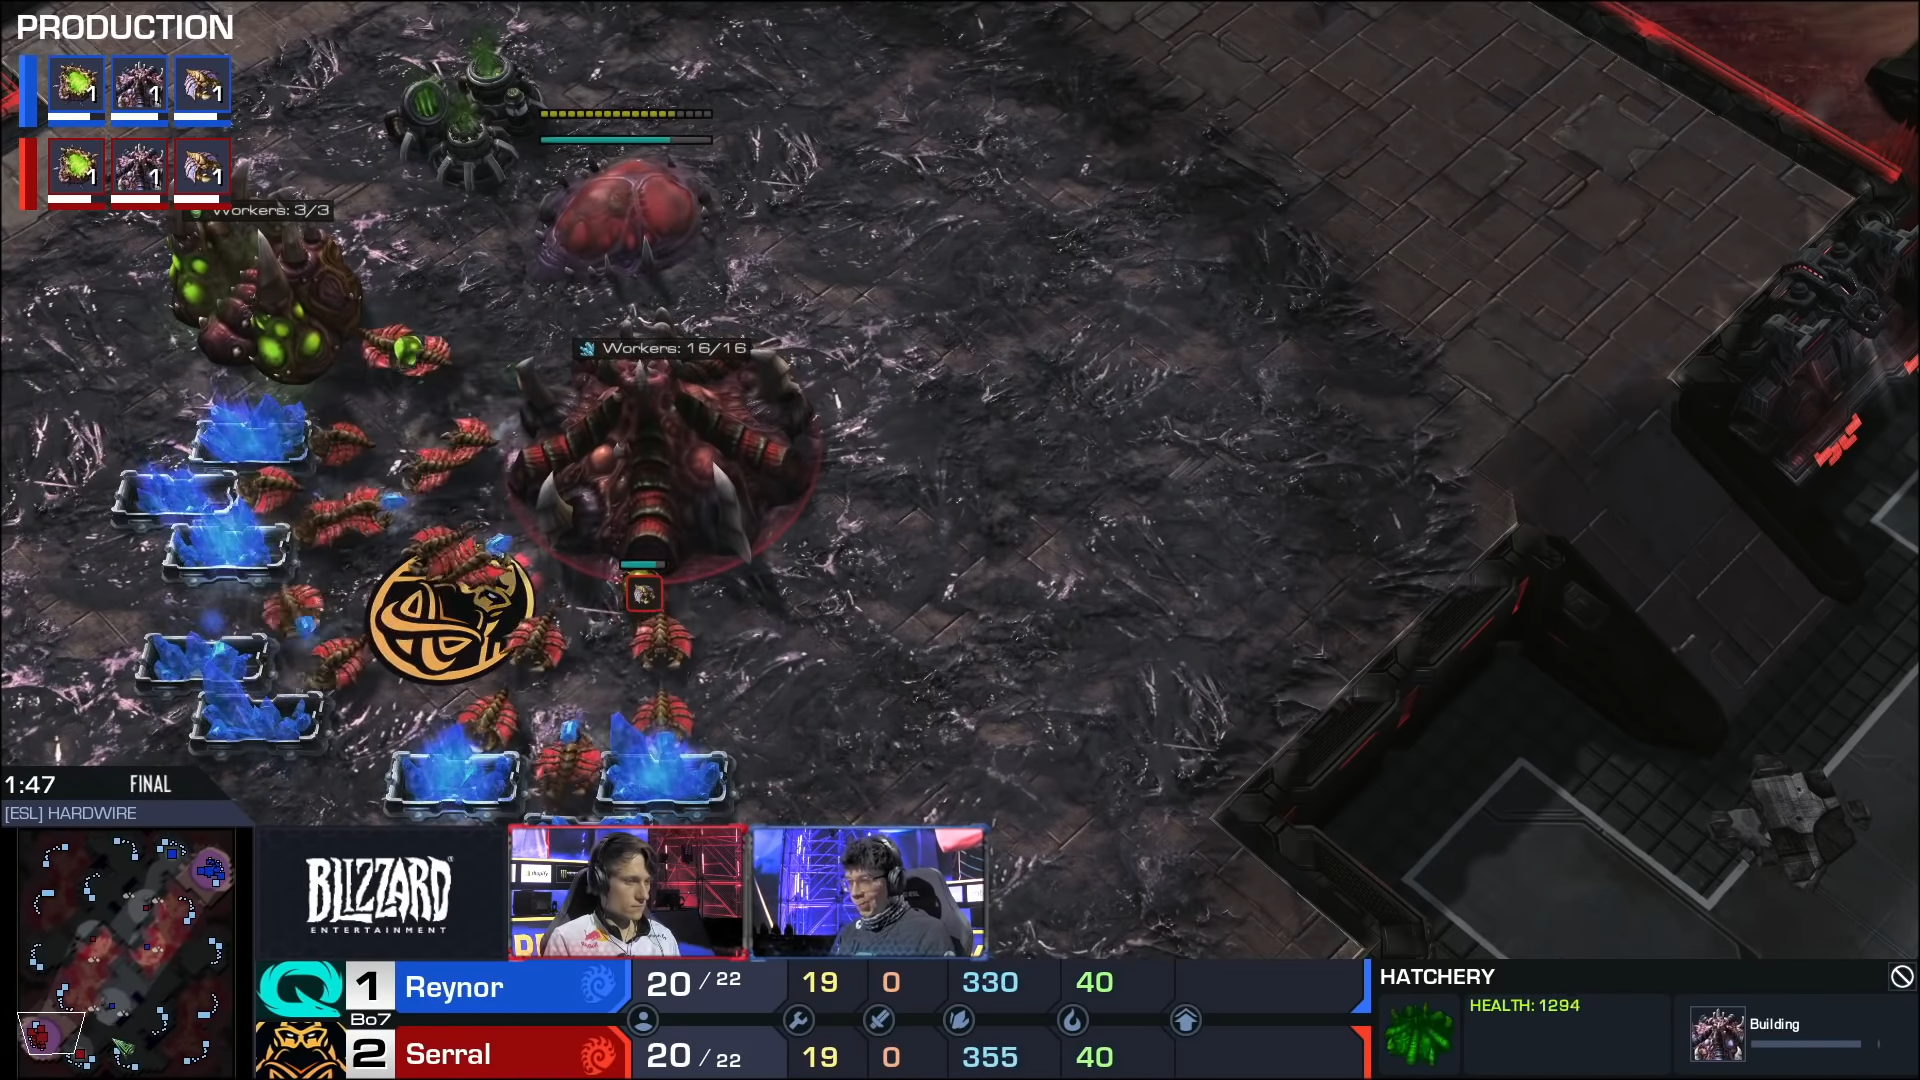 PRODUCTION
1 1 1
1 1 1
Workers: 3/3
Workers: 16/16
1:47 FINAL
[ESL] HARDWIRE
BLIZZARD
ENTERTAINMENT
1 Reynor 20 / 22 19 0 330 40
Bo7
2 Serral 20 / 22 19 0 355 40
HATCHERY
HEALTH: 1294
Building